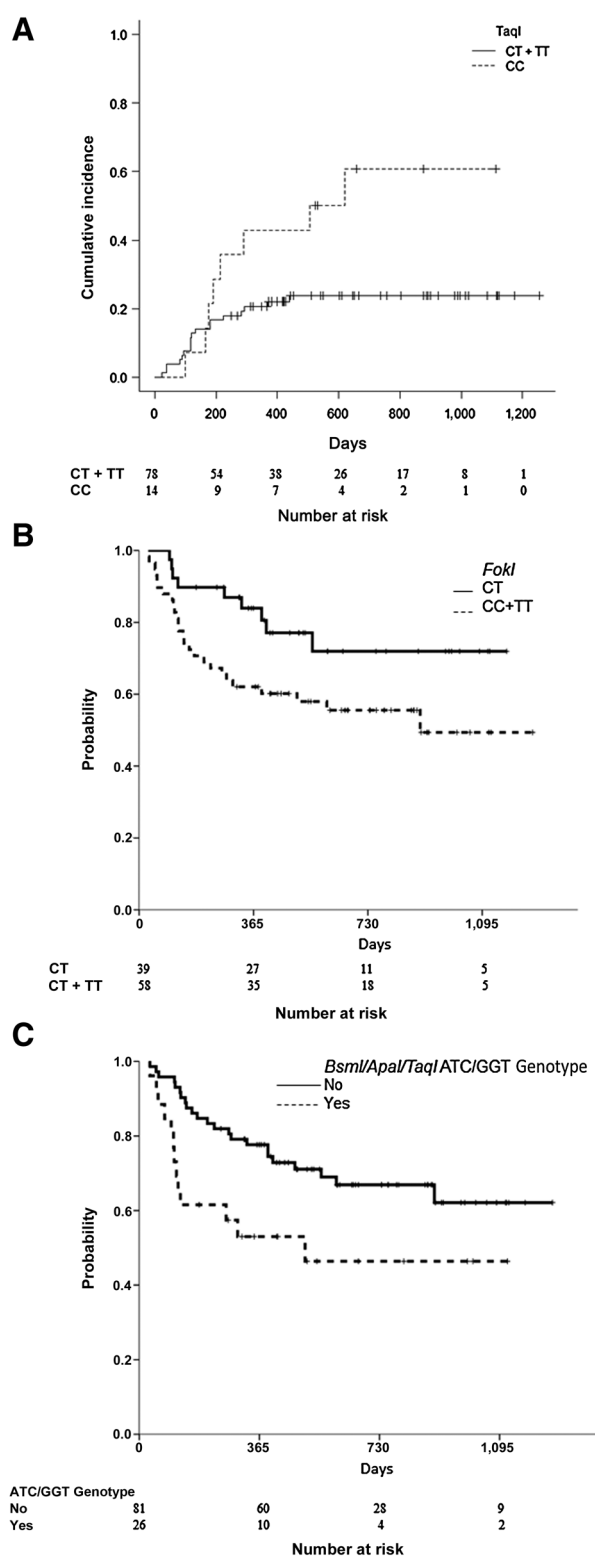 A
TaqI
CT + TT
CC
1.0
0.8
0.6
0.4
0.2
0.0
Cumulative incidence
0 200 400 600 800 1,000 1,200
Days
CT + TT 78 54 38 26 17 8 1
CC 14 9 7 4 2 1 0
Number at risk
B
FokI
CT
CC+TT
1.0
0.8
0.6
0.4
0.2
0.0
Probability
0 365 730 1,095
Days
CT 39 27 11 5
CT + TT 58 35 18 5
Number at risk
C
BsmI/ApaI/TaqI ATC/GGT Genotype
No
Yes
1.0
0.8
0.6
0.4
0.2
0.0
Probability
0 365 730 1,095
Days
ATC/GGT Genotype
No 81 60 28 9
Yes 26 10 4 2
Number at risk